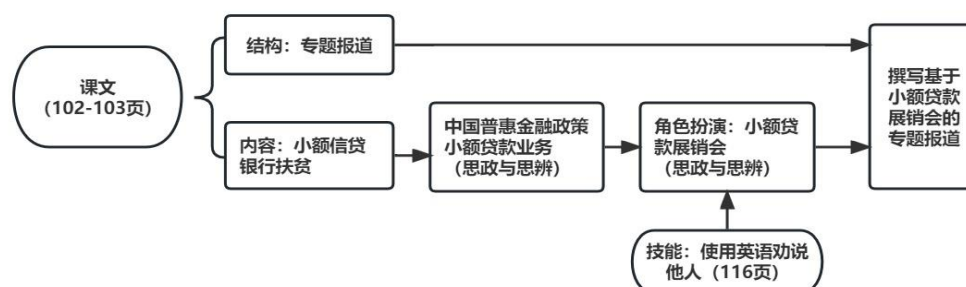 结构：专题报道
课文
（102-103页）
内容：小额信贷
银行扶贫
中国普惠金融政策
小额贷款业务
（思政与思辨）
角色扮演：小额贷
款展销会
（思政与思辨）
撰写基于
小额贷款
展销会的
专题报道
技能：使用英语劝说
他人（116页）